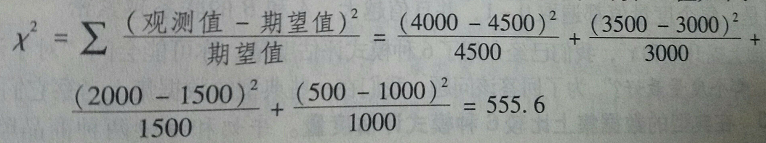 χ² = ∑ (观测值 - 期望值)² / 期望值 = (4000 - 4500)² / 4500 + (3500 - 3000)² / 3000 +
(2000 - 1500)² / 1500 + (500 - 1000)² / 1000 = 555.6